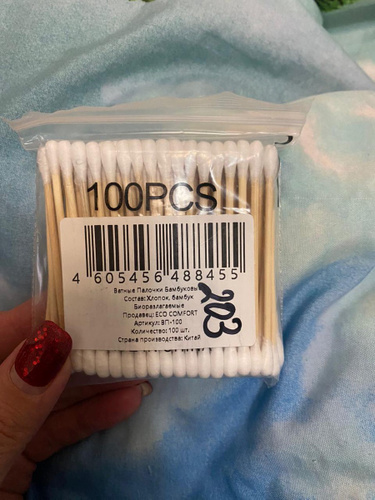 100PCS
4 605456 488455
Ватные Палочки Бамбуковы
Состав: Хлопок, бамбук
Биоразлагаемые
Продавец: ECO COMFORT
Артикул: ВП-100
Количество: 100 шт.
Страна производства: Китай
203